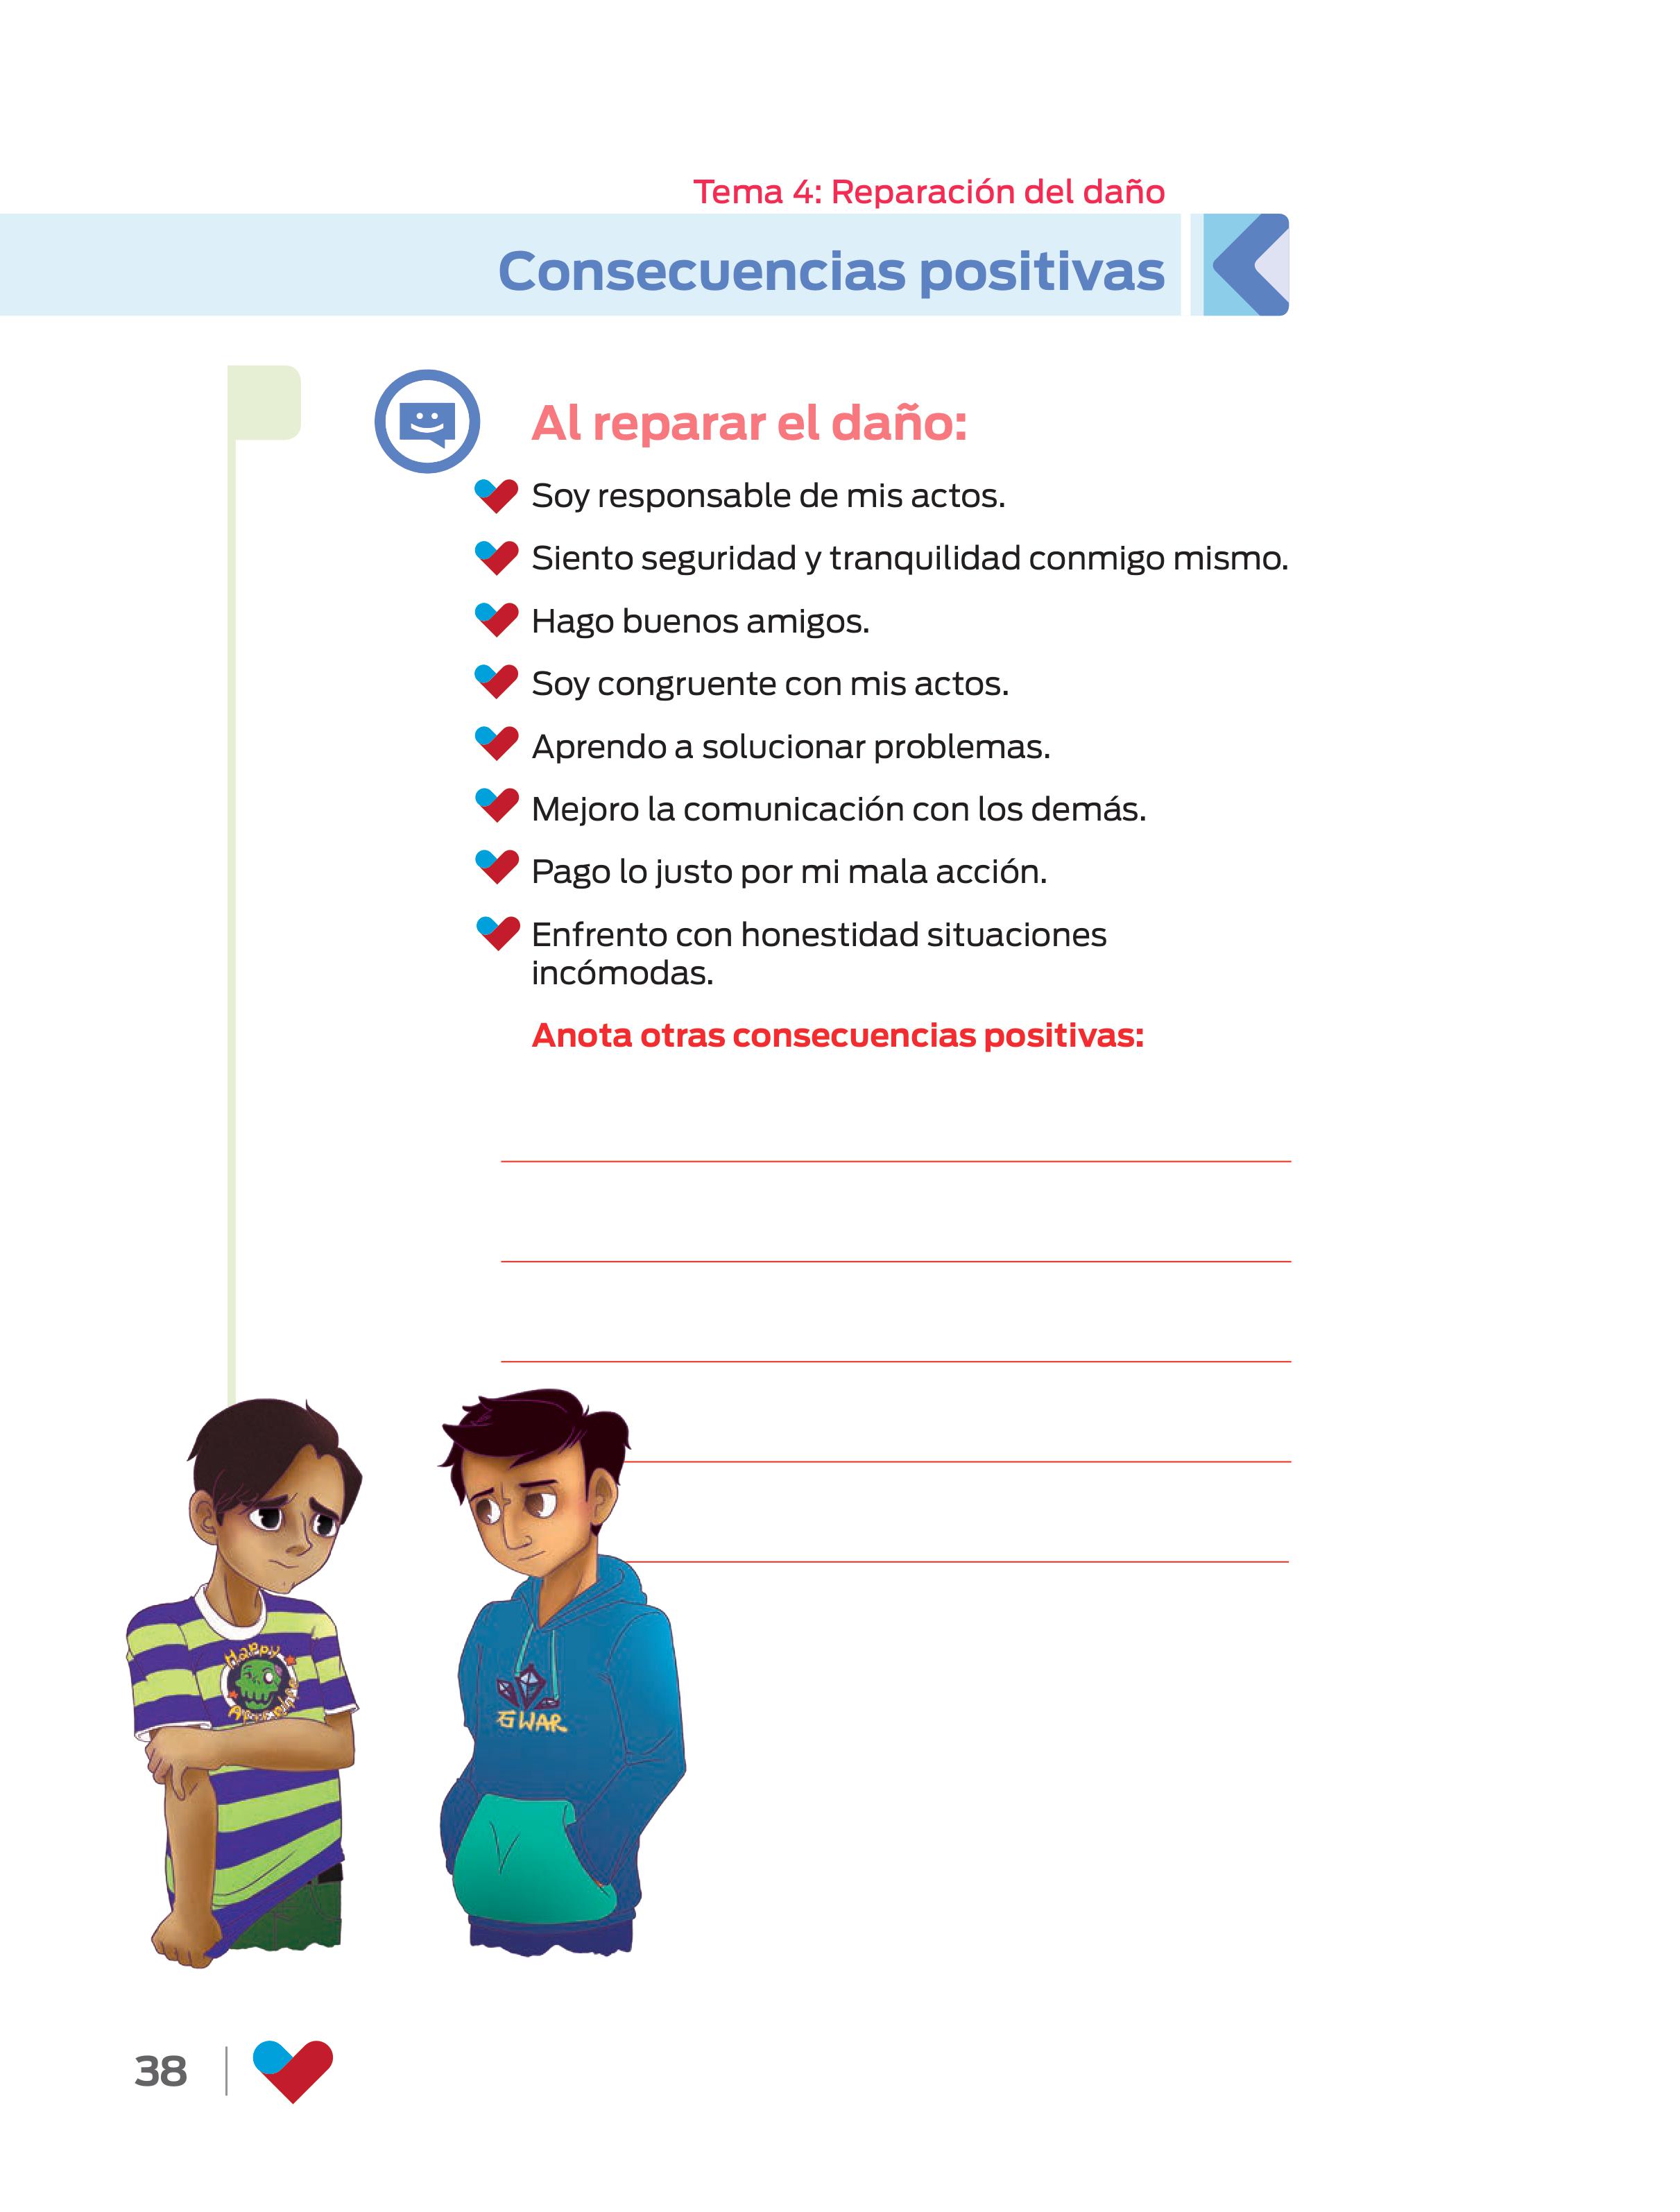 Tema 4: Reparación del daño
Consecuencias positivas
Al reparar el daño:
Soy responsable de mis actos.
Siento seguridad y tranquilidad conmigo mismo.
Hago buenos amigos.
Soy congruente con mis actos.
Aprendo a solucionar problemas.
Mejoro la comunicación con los demás.
Pago lo justo por mi mala acción.
Enfrento con honestidad situaciones
incómodas.
Anota otras consecuencias positivas:
Happy
GWAR
38